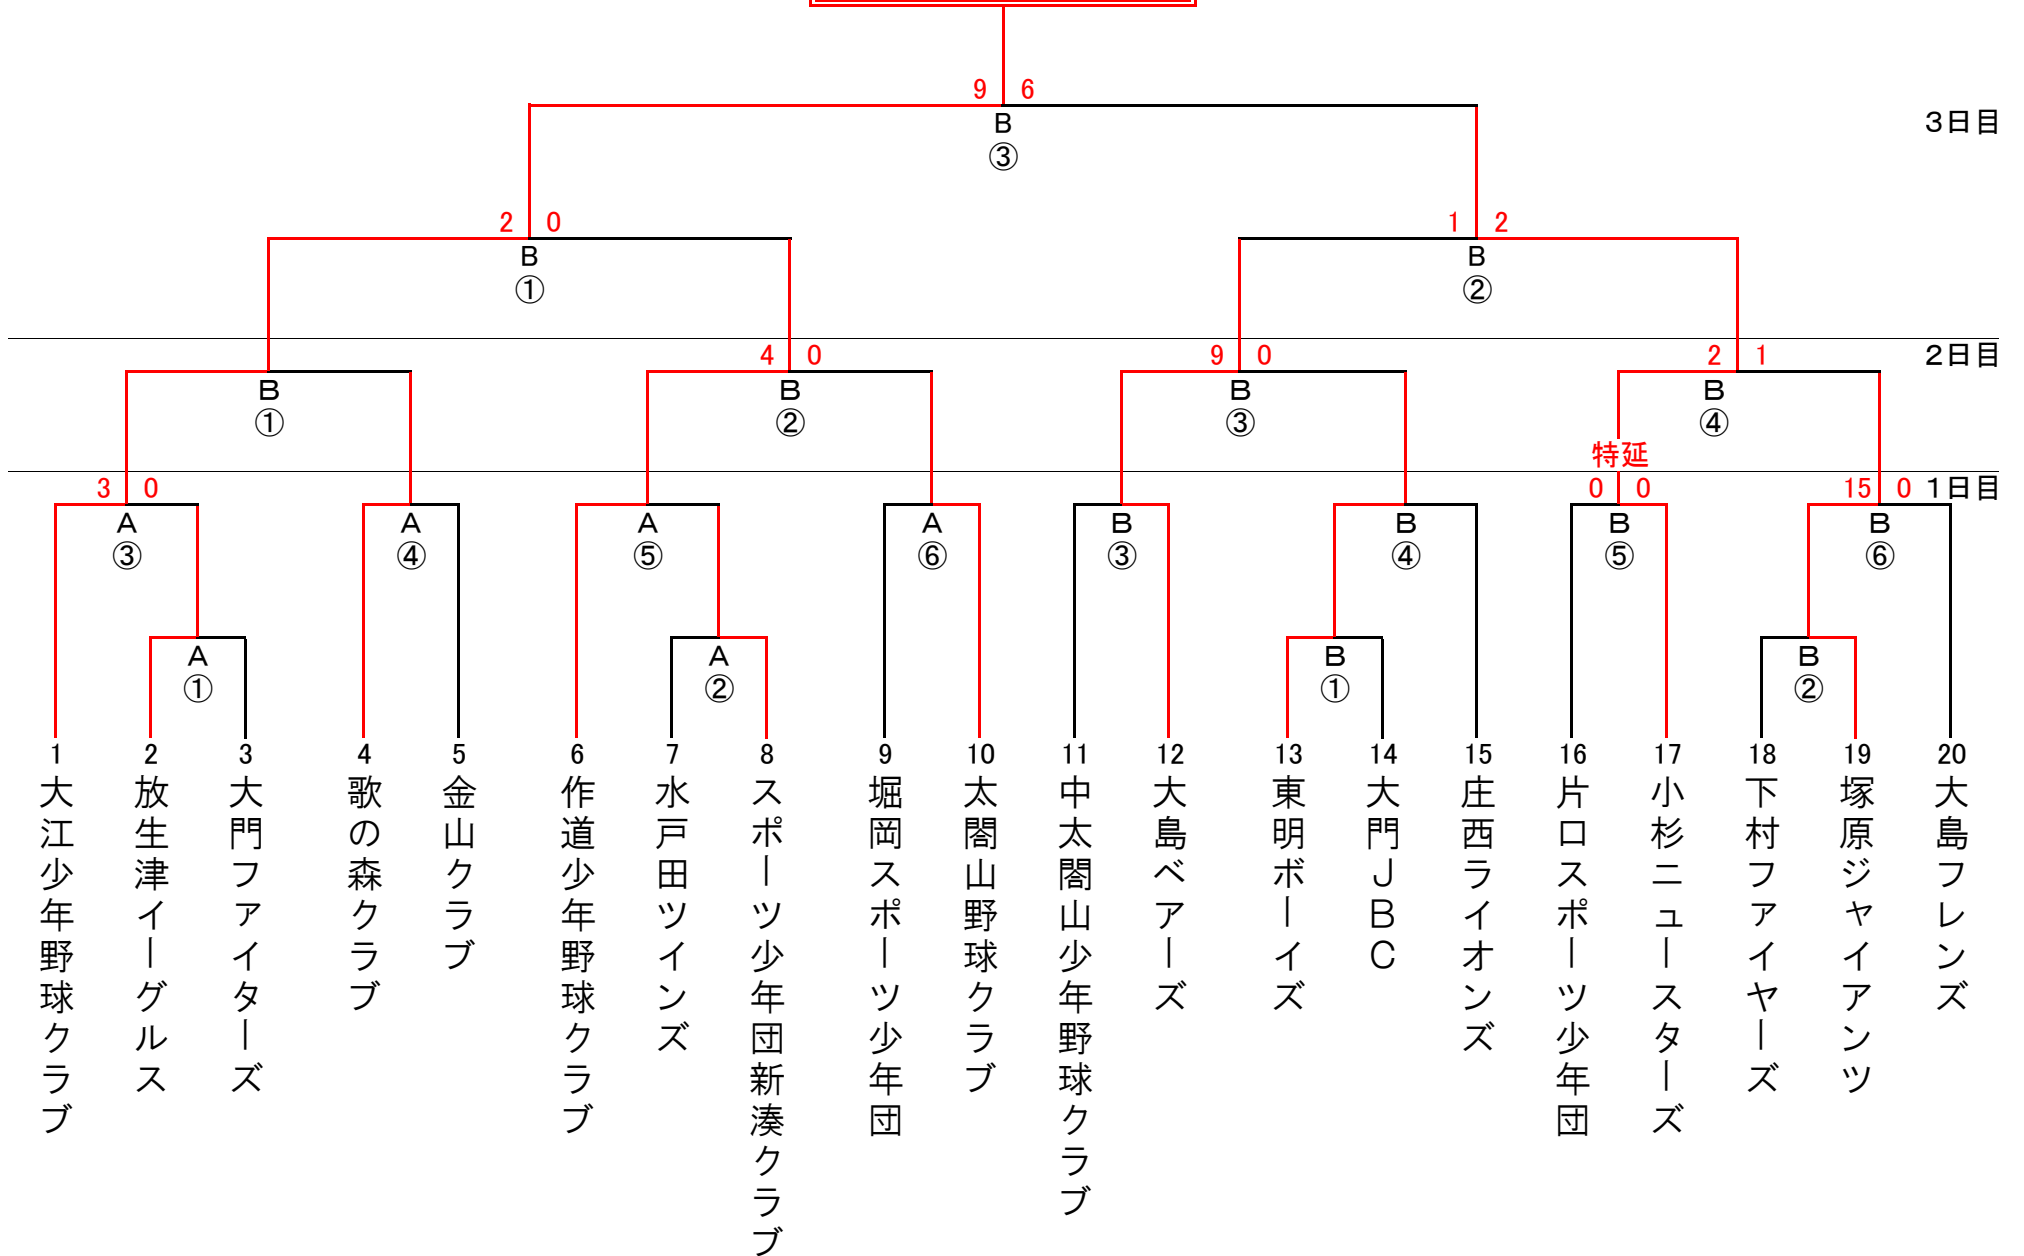 9 6
B
③
3日目
2 0
B
①
1 2
B
②
2日目
4 0
9 0
2 1
B
①
B
②
B
③
B
④
特延
1日目
3 0
0 0
15 0
A
③
A
④
A
⑤
A
⑥
B
③
B
④
B
⑤
B
⑥
A
①
A
②
B
①
B
②
1
大江少年野球クラブ
2
放生津イーグルス
3
大門ファイターズ
4
歌の森クラブ
5
金山クラブ
6
作道少年野球クラブ
7
水戸田ツインズ
8
スポーツ少年団新湊クラブ
9
堀岡スポーツ少年団
10
太閤山野球クラブ
11
中太閤山少年野球クラブ
12
大島ベアーズ
13
東明ボーイズ
14
大門JBC
15
庄西ライオンズ
16
片口スポーツ少年団
17
小杉ニュースターズ
18
下村ファイヤーズ
19
塚原ジャイアンツ
20
大島フレンズ